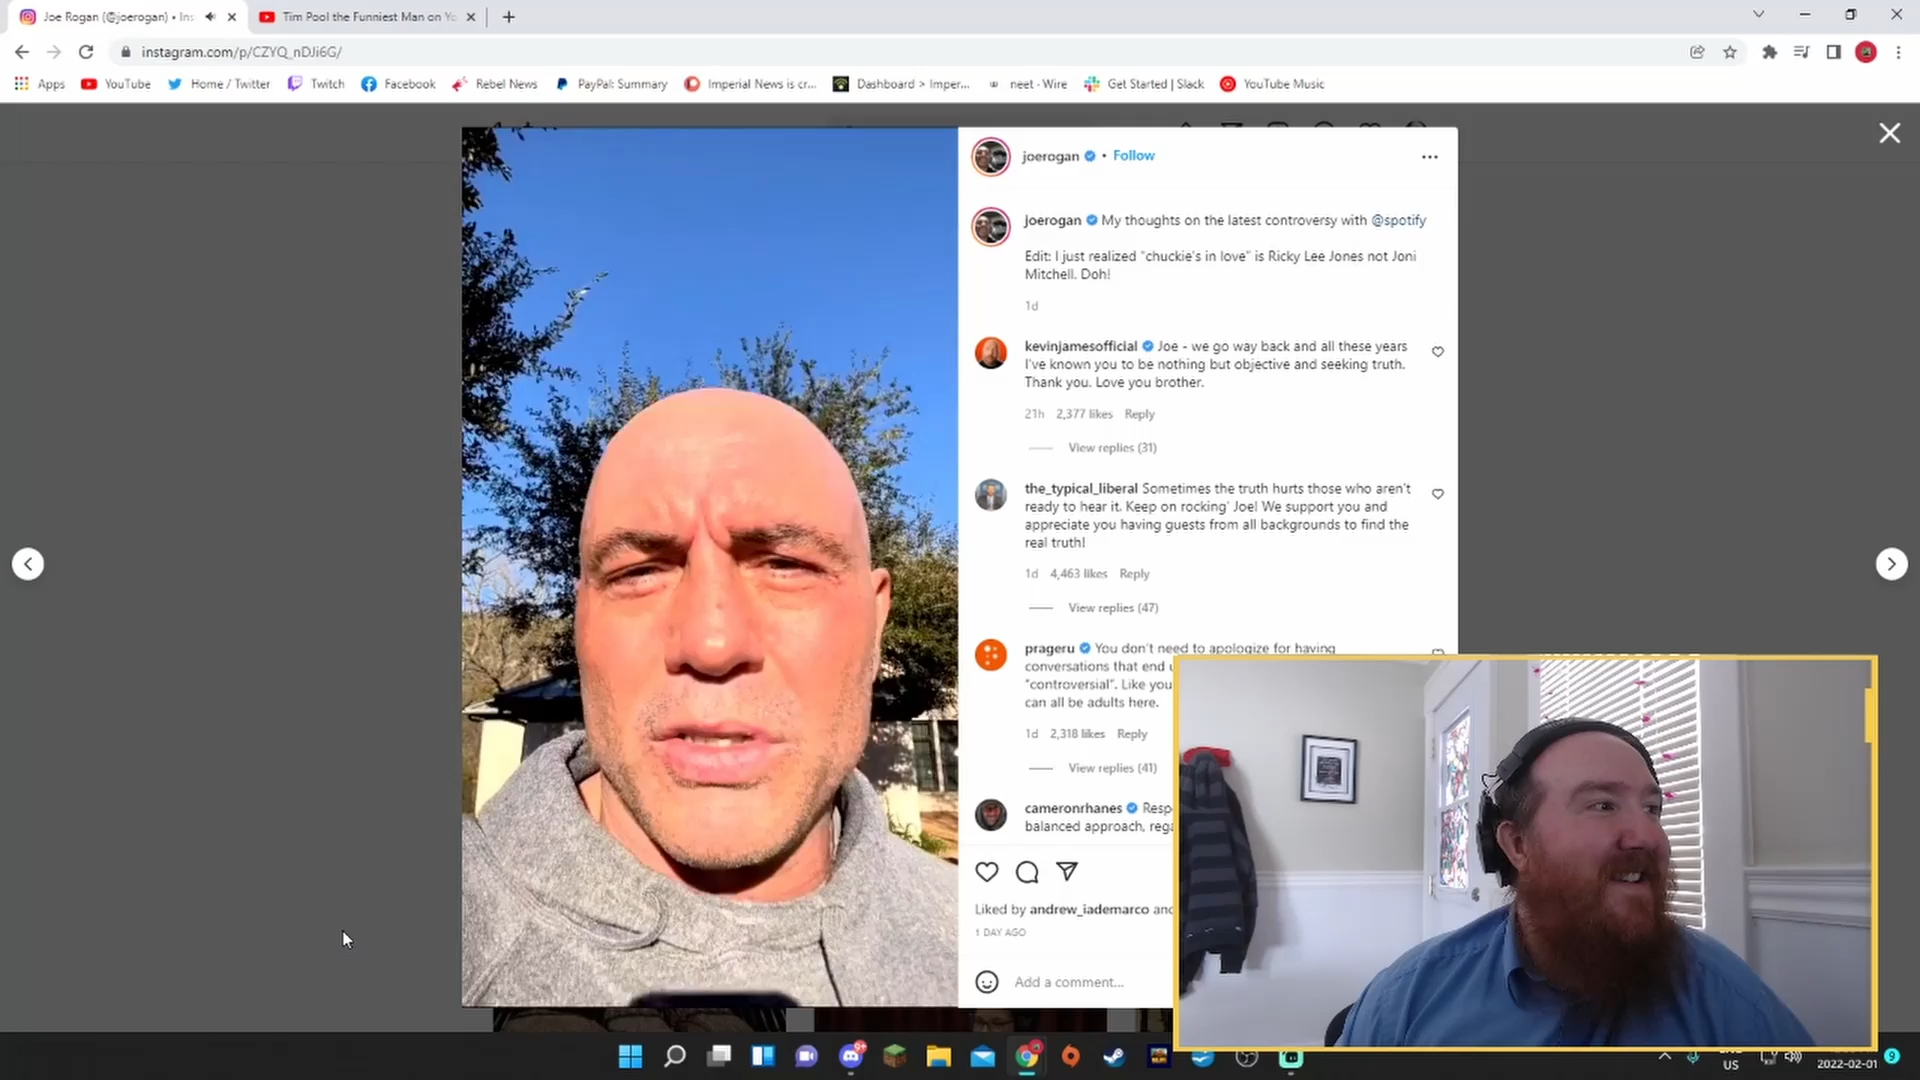 Joe Rogan (@joerogan) • Ins
Tim Pool the Funniest Man on Yo
instagram.com/p/CZYQ_nDJi6G/
Apps
YouTube
Home / Twitter
Twitch
Facebook
Rebel News
PayPal: Summary
Imperial News is cr...
Dashboard > Imper...
neet - Wire
Get Started | Slack
YouTube Music
joerogan • Follow
joerogan My thoughts on the latest controversy with @spotify
Edit: I just realized "chuckie's in love" is Ricky Lee Jones not Joni
Mitchell. Doh!
1d
kevinjamesofficial Joe - we go way back and all these years
I've known you to be nothing but objective and seeking truth.
Thank you. Love you brother.
21h 2,377 likes Reply
View replies (31)
the_typical_liberal Sometimes the truth hurts those who aren't
ready to hear it. Keep on rocking' Joe! We support you and
appreciate you having guests from all backgrounds to find the
real truth!
1d 4,463 likes Reply
View replies (47)
prageru You don't need to apologize for having
conversations that end
"controversial". Like you
can all be adults here.
1d 2,318 likes Reply
View replies (41)
cameronrhanes Resp
balanced approach, rega
Liked by andrew_iademarco and
1 DAY AGO
Add a comment...
9+
US
2022-02-01
9